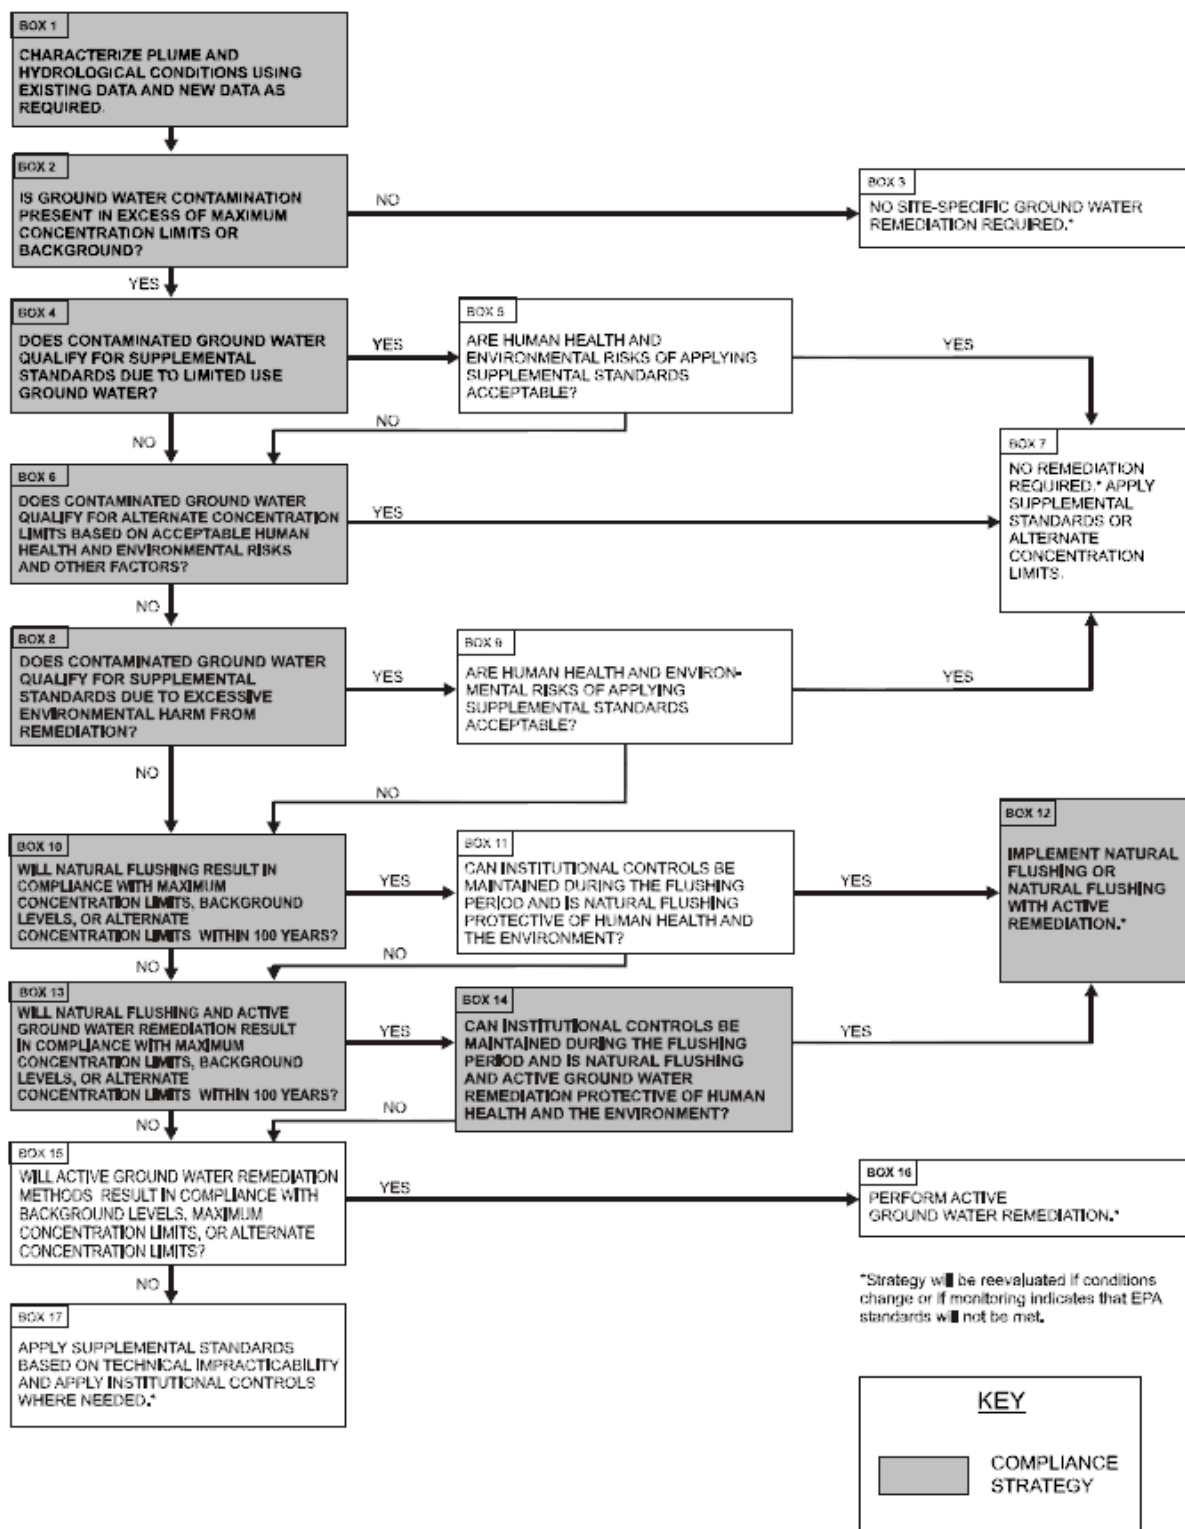 BOX 1
CHARACTERIZE PLUME AND
HYDROLOGICAL CONDITIONS USING
EXISTING DATA AND NEW DATA AS
REQUIRED.
BOX 2
IS GROUND WATER CONTAMINATION
PRESENT IN EXCESS OF MAXIMUM
CONCENTRATION LIMITS OR
BACKGROUND?
NO
BOX 3
NO SITE-SPECIFIC GROUND WATER
REMEDIATION REQUIRED.*
YES
BOX 4
DOES CONTAMINATED GROUND WATER
QUALIFY FOR SUPPLEMENTAL
STANDARDS DUE TO LIMITED USE
GROUND WATER?
YES
BOX 5
ARE HUMAN HEALTH AND
ENVIRONMENTAL RISKS OF APPLYING
SUPPLEMENTAL STANDARDS
ACCEPTABLE?
YES
NO
NO
BOX 6
DOES CONTAMINATED GROUND WATER
QUALIFY FOR ALTERNATE CONCENTRATION
LIMITS BASED ON ACCEPTABLE HUMAN
HEALTH AND ENVIRONMENTAL RISKS
AND OTHER FACTORS?
YES
BOX 7
NO REMEDIATION
REQUIRED.* APPLY
SUPPLEMENTAL
STANDARDS OR
ALTERNATE
CONCENTRATION
LIMITS.
NO
BOX 8
DOES CONTAMINATED GROUND WATER
QUALIFY FOR SUPPLEMENTAL
STANDARDS DUE TO EXCESSIVE
ENVIRONMENTAL HARM FROM
REMEDIATION?
YES
BOX 9
ARE HUMAN HEALTH AND ENVIRON-
MENTAL RISKS OF APPLYING
SUPPLEMENTAL STANDARDS
ACCEPTABLE?
YES
NO
NO
BOX 10
WILL NATURAL FLUSHING RESULT IN
COMPLIANCE WITH MAXIMUM
CONCENTRATION LIMITS, BACKGROUND
LEVELS, OR ALTERNATE
CONCENTRATION LIMITS WITHIN 100 YEARS?
YES
BOX 11
CAN INSTITUTIONAL CONTROLS BE
MAINTAINED DURING THE FLUSHING
PERIOD AND IS NATURAL FLUSHING
PROTECTIVE OF HUMAN HEALTH AND
THE ENVIRONMENT?
YES
BOX 12
IMPLEMENT NATURAL
FLUSHING OR
NATURAL FLUSHING
WITH ACTIVE
REMEDIATION.*
NO
NO
BOX 13
WILL NATURAL FLUSHING AND ACTIVE
GROUND WATER REMEDIATION RESULT
IN COMPLIANCE WITH MAXIMUM
CONCENTRATION LIMITS, BACKGROUND
LEVELS, OR ALTERNATE
CONCENTRATION LIMITS WITHIN 100 YEARS?
YES
BOX 14
CAN INSTITUTIONAL CONTROLS BE
MAINTAINED DURING THE FLUSHING
PERIOD AND IS NATURAL FLUSHING
AND ACTIVE GROUND WATER
REMEDIATION PROTECTIVE OF HUMAN
HEALTH AND THE ENVIRONMENT?
YES
NO
NO
BOX 15
WILL ACTIVE GROUND WATER REMEDIATION
METHODS RESULT IN COMPLIANCE WITH
BACKGROUND LEVELS, MAXIMUM
CONCENTRATION LIMITS, OR ALTERNATE
CONCENTRATION LIMITS?
YES
BOX 16
PERFORM ACTIVE
GROUND WATER REMEDIATION.*
NO
BOX 17
APPLY SUPPLEMENTAL STANDARDS
BASED ON TECHNICAL IMPRACTICABILITY
AND APPLY INSTITUTIONAL CONTROLS
WHERE NEEDED.*
*Strategy will be reevaluated if conditions
change or if monitoring indicates that EPA
standards will not be met.
KEY
COMPLIANCE
STRATEGY